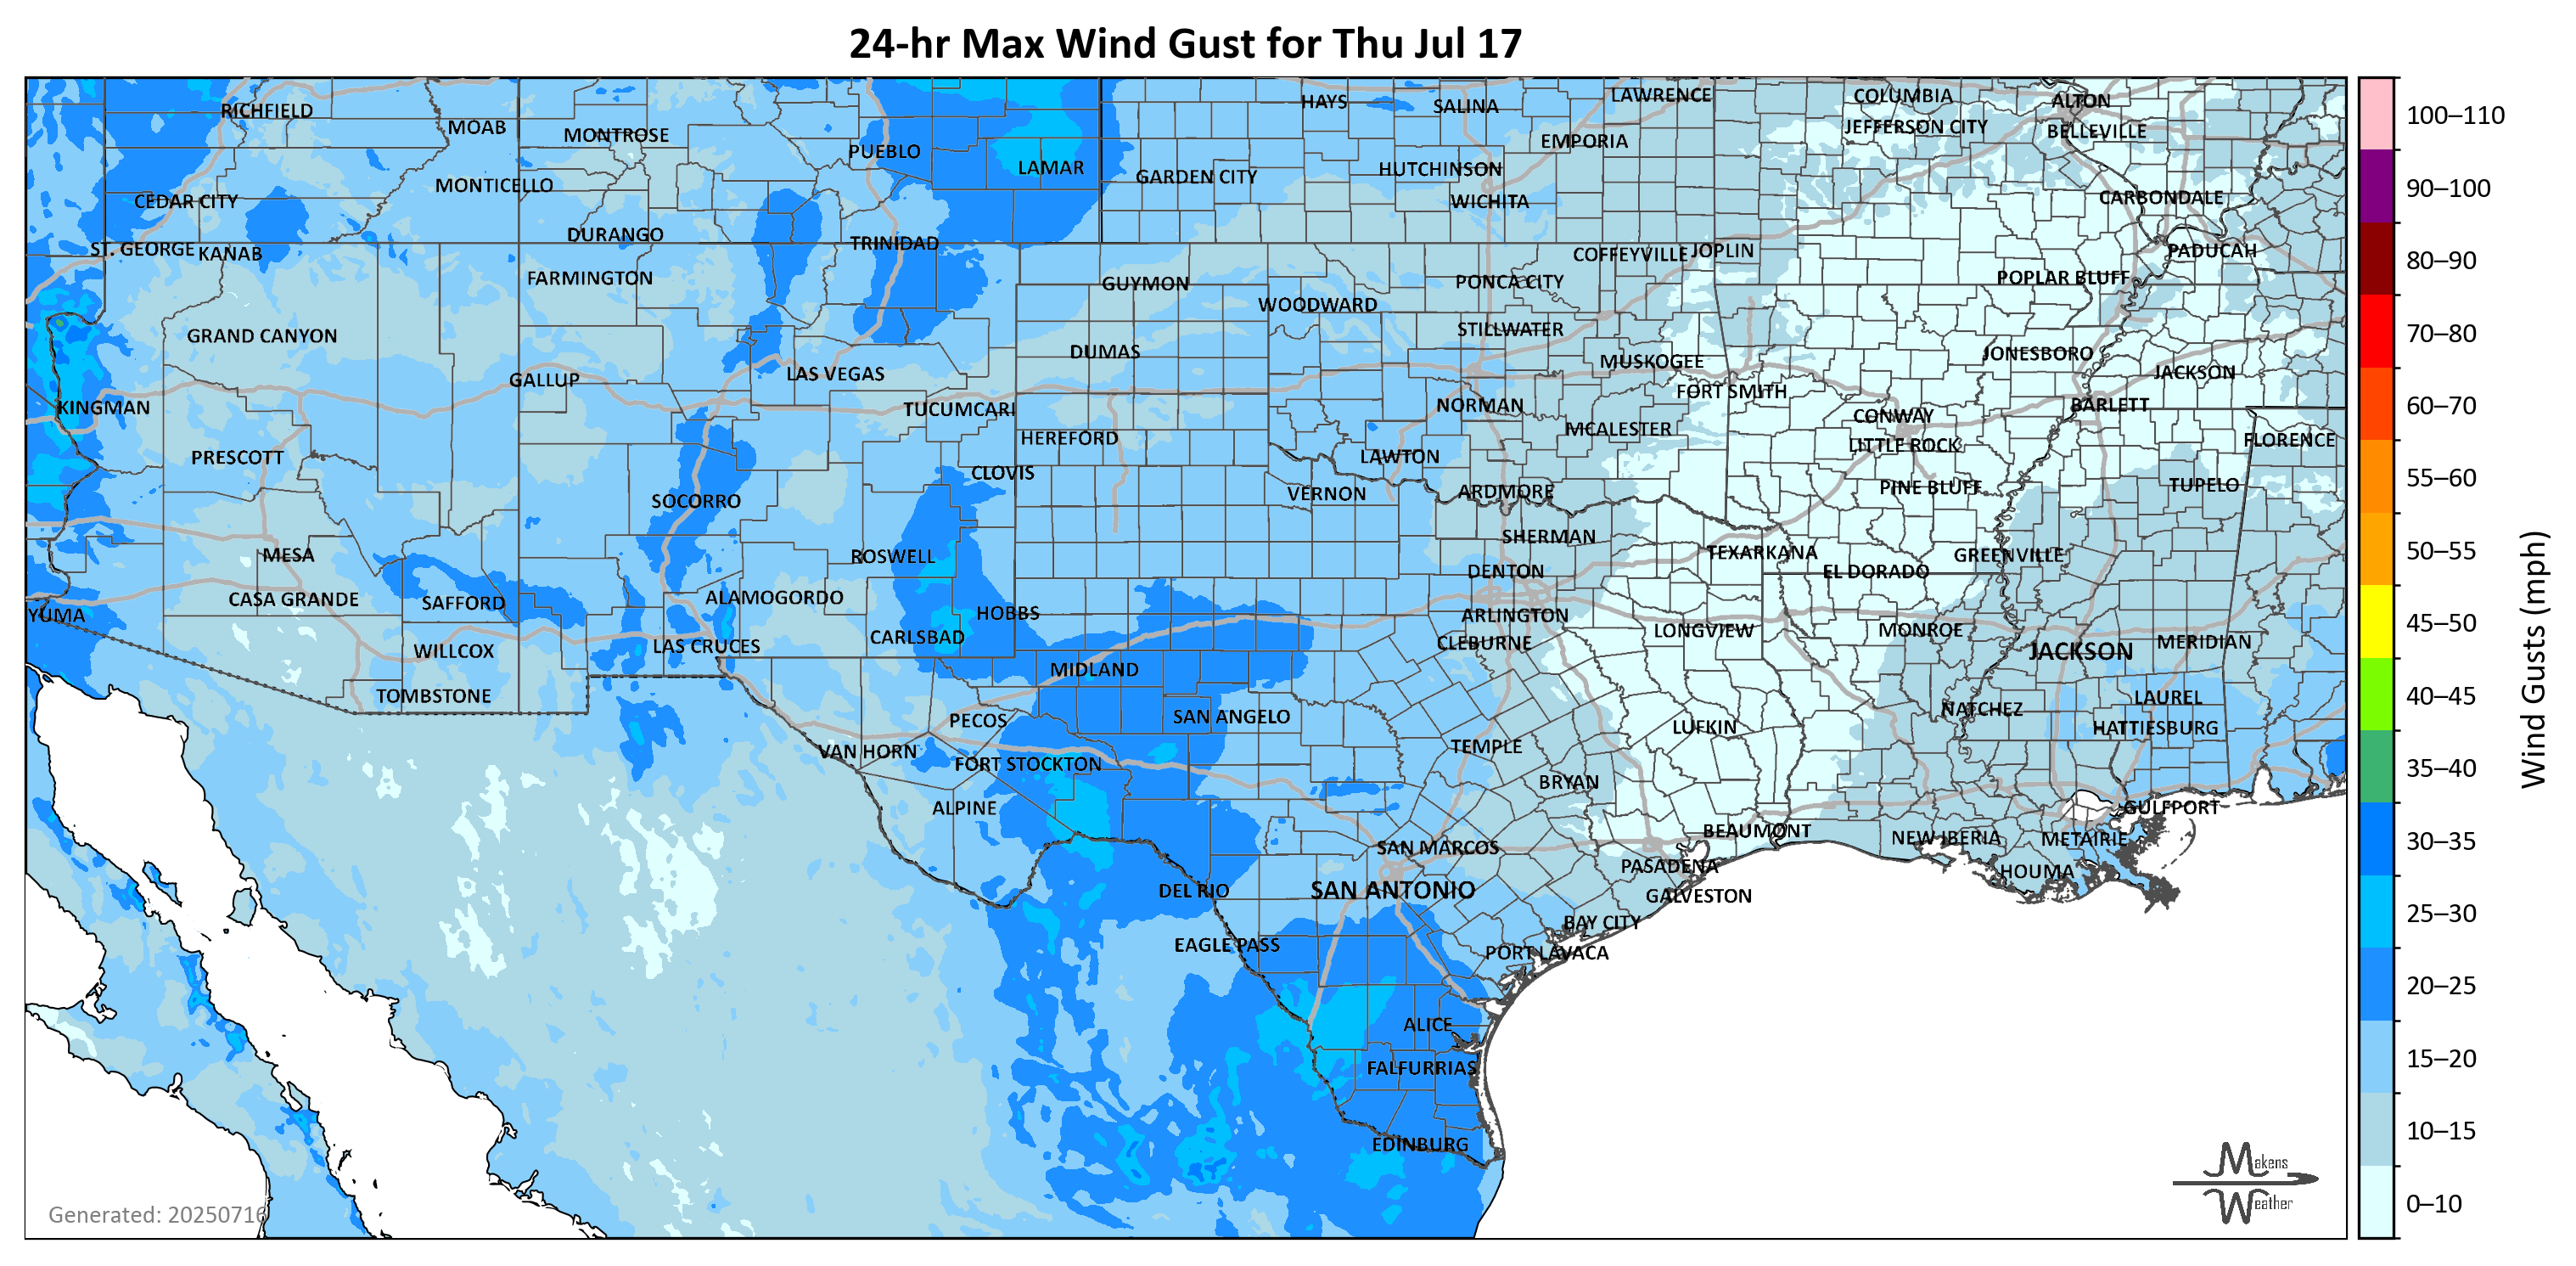 24-hr Max Wind Gust for Thu Jul 17
RICHFIELD
MOAB
MONTROSE
PUEBLO
LAMAR
HAYS
SALINA
LAWRENCE
COLUMBIA
ALTON
JEFFERSON CITY
BELLEVILLE
EMPORIA
HUTCHINSON
GARDEN CITY
WICHITA
CEDAR CITY
MONTICELLO
CARBONDALE
ST. GEORGE
KANAB
DURANGO
TRINIDAD
COFFEYVILLE
JOPLIN
PADUCAH
FARMINGTON
GUYMON
WOODWARD
PONCA CITY
POPLAR BLUFF
GRAND CANYON
STILLWATER
DUMAS
MUSKOGEE
JONESBORO
JACKSON
GALLUP
LAS VEGAS
FORT SMITH
KINGMAN
TUCUMCARI
NORMAN
CONWAY
BARLETT
PRESCOTT
HEREFORD
MCALESTER
LITTLE ROCK
FLORENCE
CLOVIS
LAWTON
SOCORRO
VERNON
ARDMORE
PINE BLUFF
TUPELO
MESA
ROSWELL
SHERMAN
TEXARKANA
GREENVILLE
DENTON
EL DORADO
CASA GRANDE
SAFFORD
ALAMOGORDO
HOBBS
YUMA
ARLINGTON
WILLCOX
LAS CRUCES
CARLSBAD
CLEBURNE
LONGVIEW
MONROE
JACKSON
MERIDIAN
TOMBSTONE
MIDLAND
LAUREL
PECOS
SAN ANGELO
NATCHEZ
HATTIESBURG
VAN HORN
FORT STOCKTON
TEMPLE
LUFKIN
BRYAN
ALPINE
GULFPORT
BEAUMONT
NEW IBERIA
METAIRIE
SAN MARCOS
PASADENA
HOUMA
DEL RIO
SAN ANTONIO
GALVESTON
BAY CITY
EAGLE PASS
PORT LAVACA
ALICE
FALFURRIAS
EDINBURG
Generated: 20250716
Makens
Weather
100–110
90–100
80–90
70–80
60–70
55–60
50–55
45–50
40–45
35–40
30–35
25–30
20–25
15–20
10–15
0–10
Wind Gusts (mph)